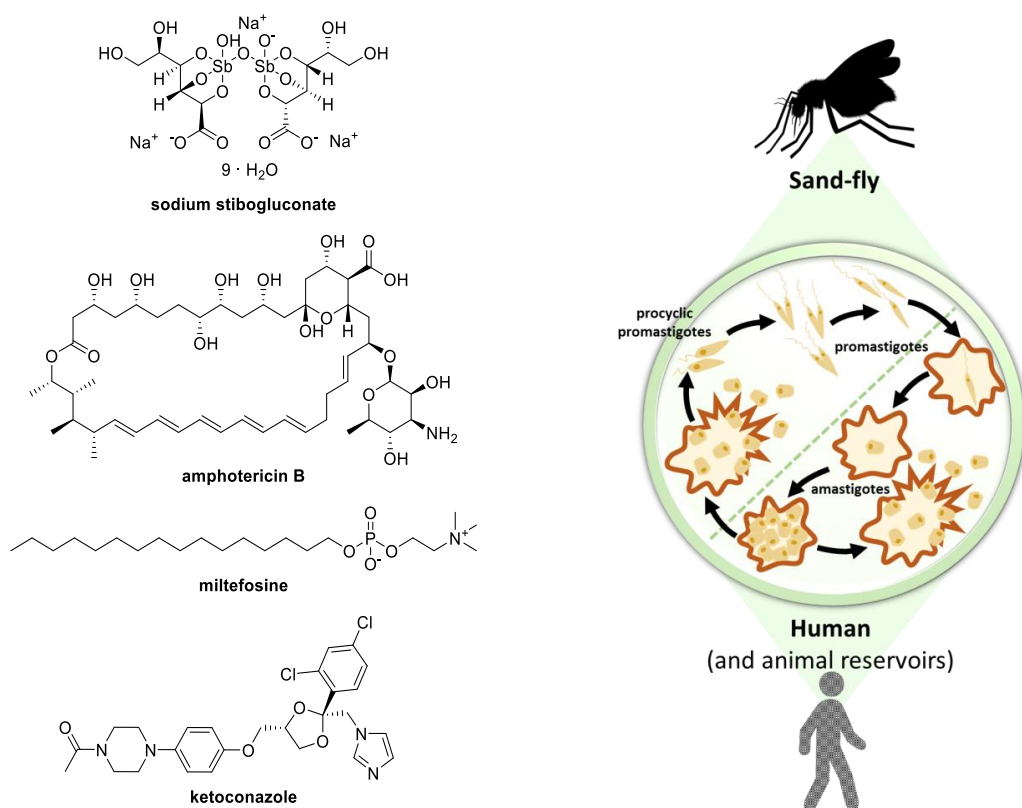 Na⁺
OH
HO
OH
O
O
O⁻
O
OH
HO
OH
Sb
Sb
H
O
O
O
O
H
H
H
Na⁺
⁻O
O
O
O⁻
Na⁺
9 · H₂O
sodium stibogluconate
OH
O
OH
OH
OH
OH
OH
O
OH
H
OH
OH
O
O
O
O
OH
NH₂
OH
amphotericin B
O
O
P
O
N⁺
O⁻
miltefosine
Cl
Cl
O
O
O
N
N
N
O
N
ketoconazole
Sand-fly
procyclic
promastigotes
promastigotes
amastigotes
Human
(and animal reservoirs)